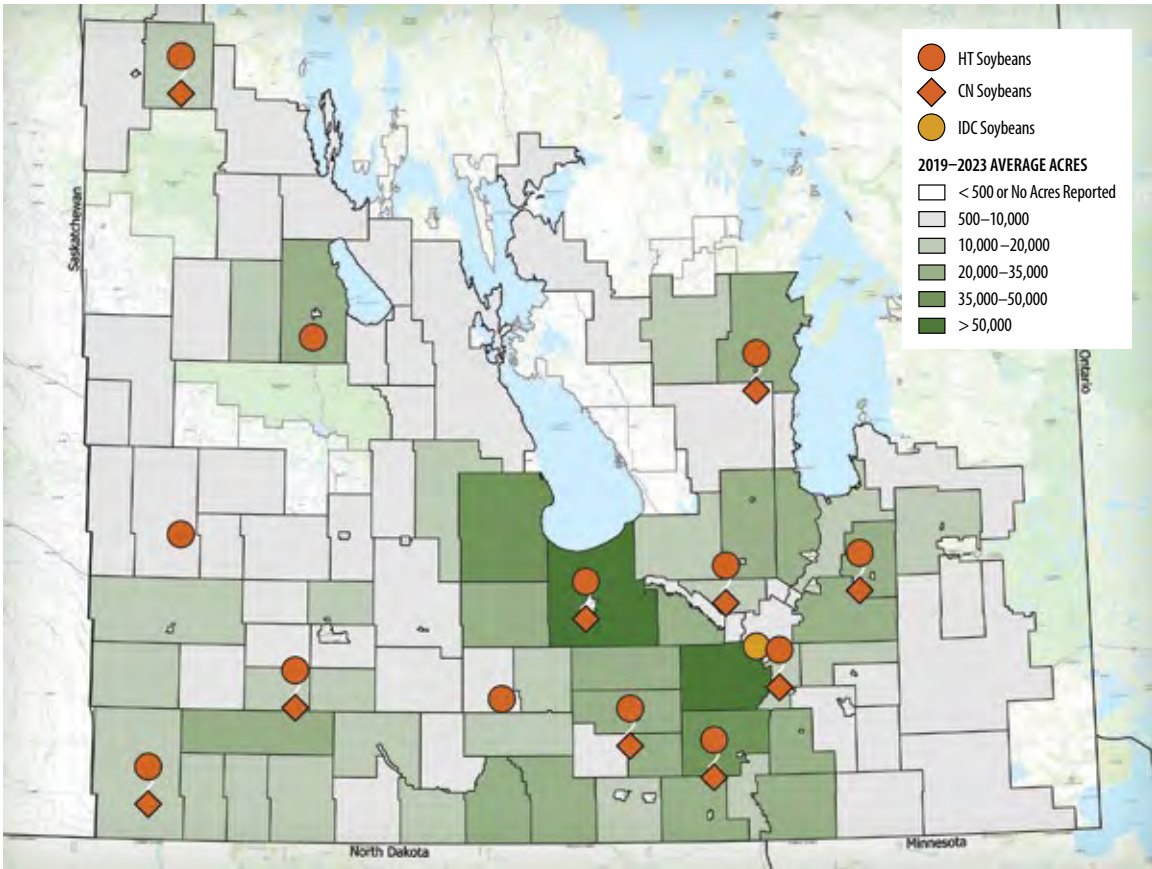 HT Soybeans
CN Soybeans
IDC Soybeans
2019–2023 AVERAGE ACRES
< 500 or No Acres Reported
500–10,000
10,000–20,000
20,000–35,000
35,000–50,000
> 50,000
Saskatchewan
Ontario
North Dakota
Minnesota